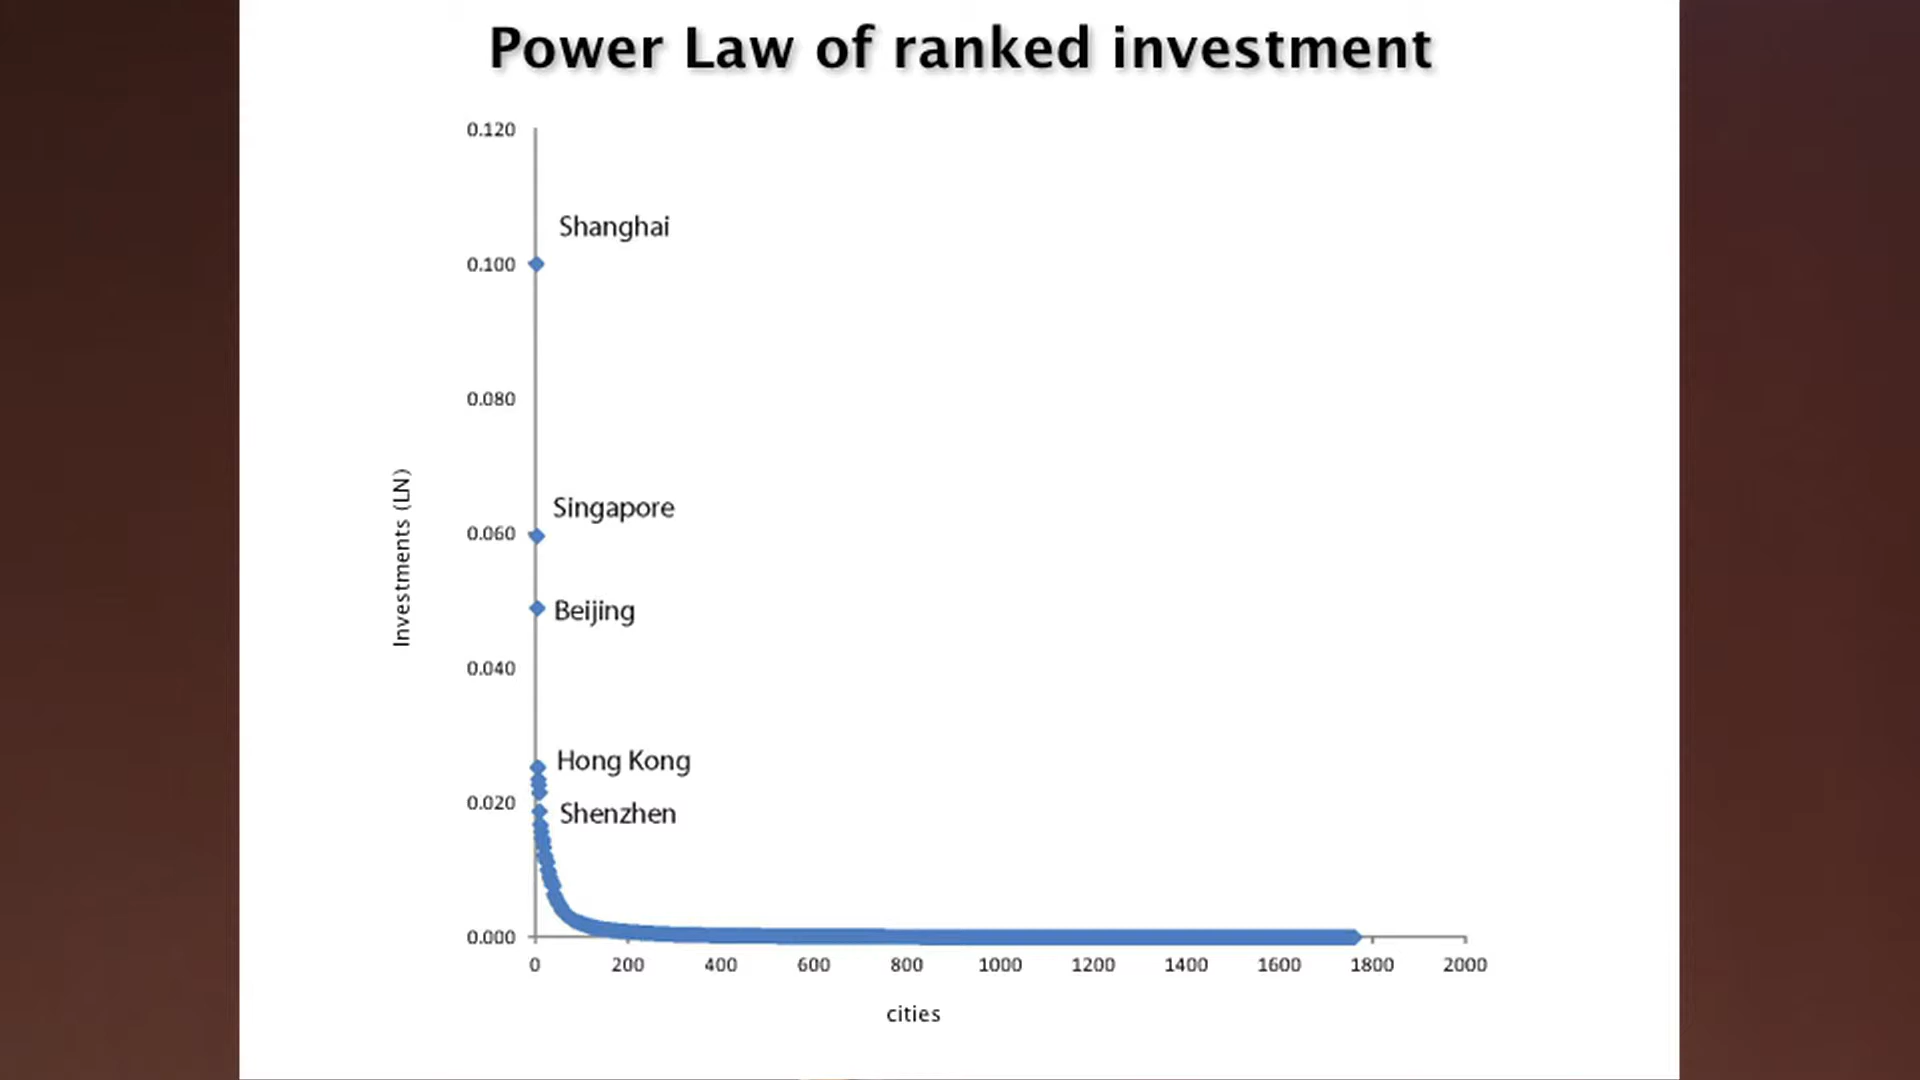 Power Law of ranked investment
0.120
Shanghai
0.100
0.080
Singapore
0.060
Beijing
0.040
Investments (LN)
Hong Kong
0.020
Shenzhen
0.000
0 200 400 600 800 1000 1200 1400 1600 1800 2000
cities